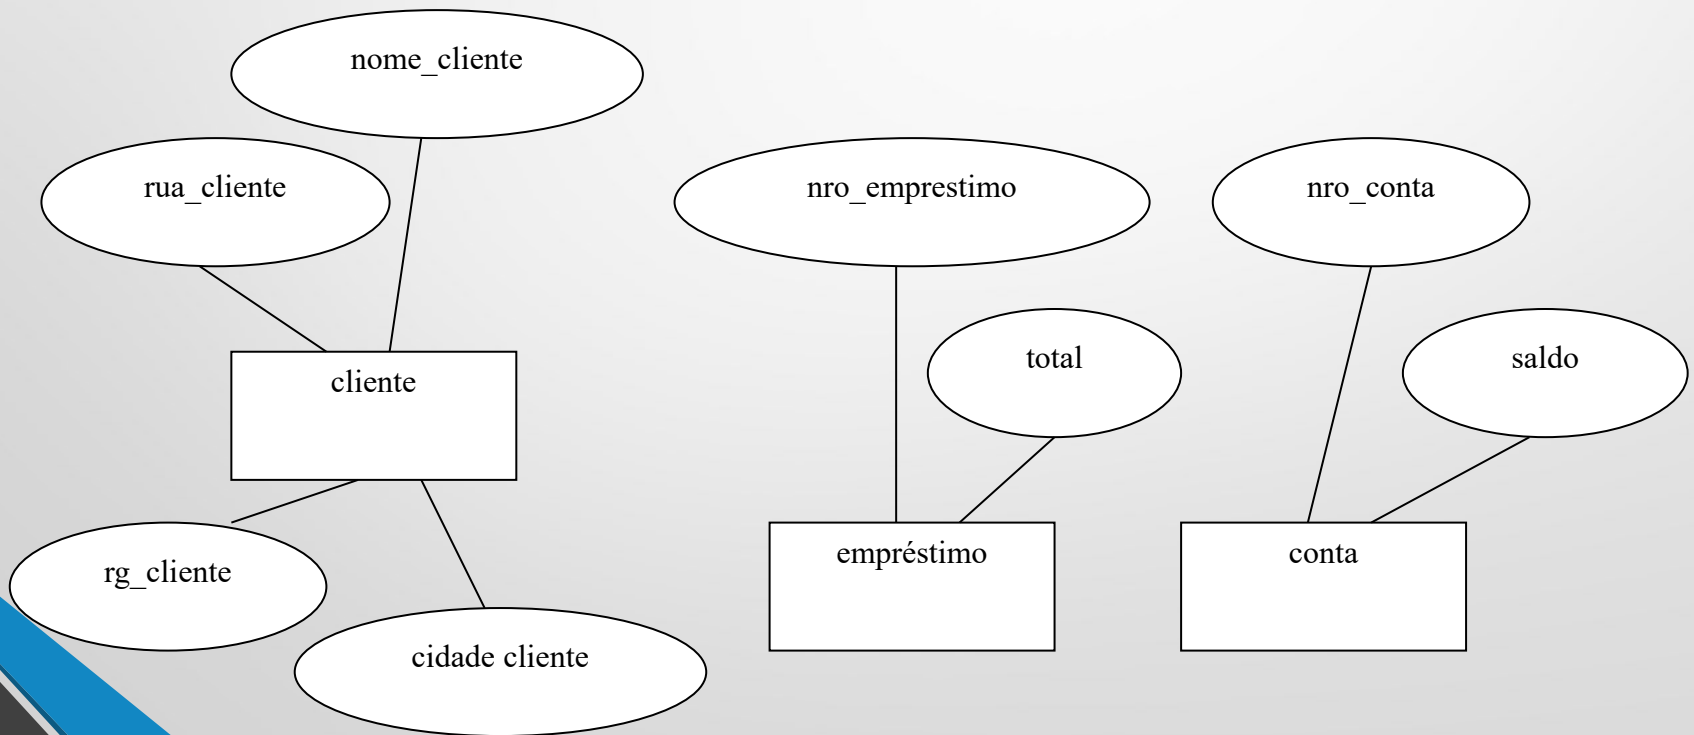 nome_cliente
rua_cliente
nro_emprestimo
nro_conta
total
saldo
cliente
empréstimo
conta
rg_cliente
cidade cliente